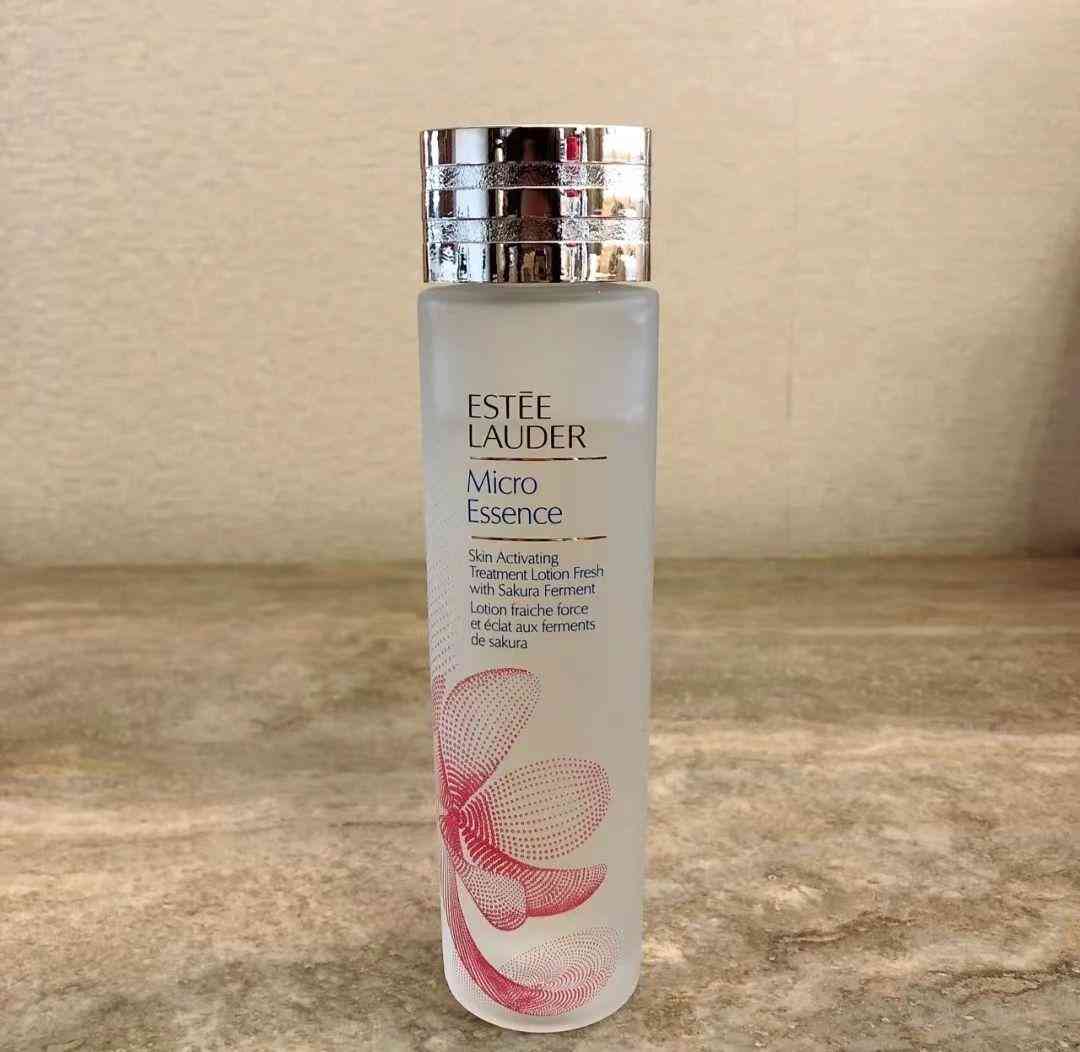 ESTĒE
LAUDER
Micro
Essence
Skin Activating
Treatment Lotion Fresh
with Sakura Ferment
Lotion fraiche force
et éclat aux ferments
de sakura